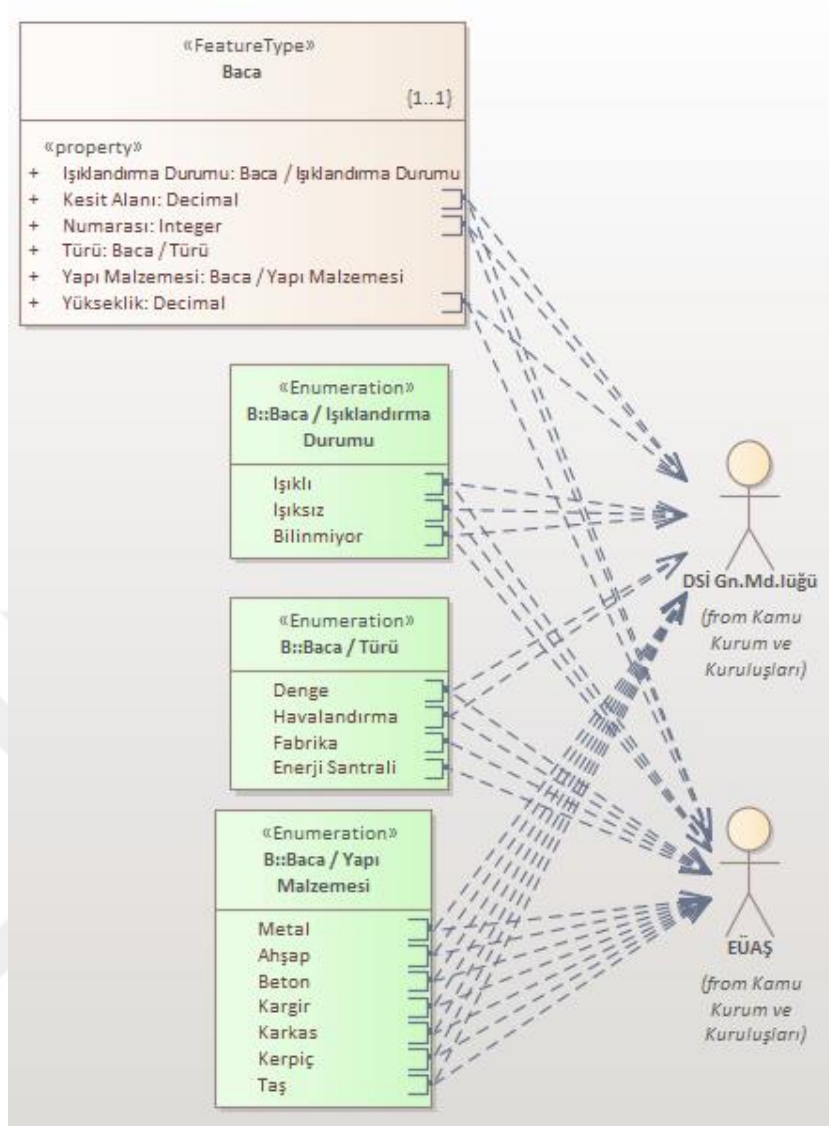 «FeatureType»
Baca
{1..1}
«property»
+ Işıklandırma Durumu: Baca / Işıklandırma Durumu
+ Kesit Alanı: Decimal
+ Numarası: Integer
+ Türü: Baca / Türü
+ Yapı Malzemesi: Baca / Yapı Malzemesi
+ Yükseklik: Decimal
«Enumeration»
B::Baca / Işıklandırma
Durumu
Işıklı
Işıksız
Bilinmiyor
DSİ Gn.Md.lüğü
(from Kamu
Kurum ve
Kuruluşları)
«Enumeration»
B::Baca / Türü
Denge
Havalandırma
Fabrika
Enerji Santrali
«Enumeration»
B::Baca / Yapı
Malzemesi
Metal
Ahşap
Beton
Kargir
Karkas
Kerpiç
Taş
EÜAŞ
(from Kamu
Kurum ve
Kuruluşları)